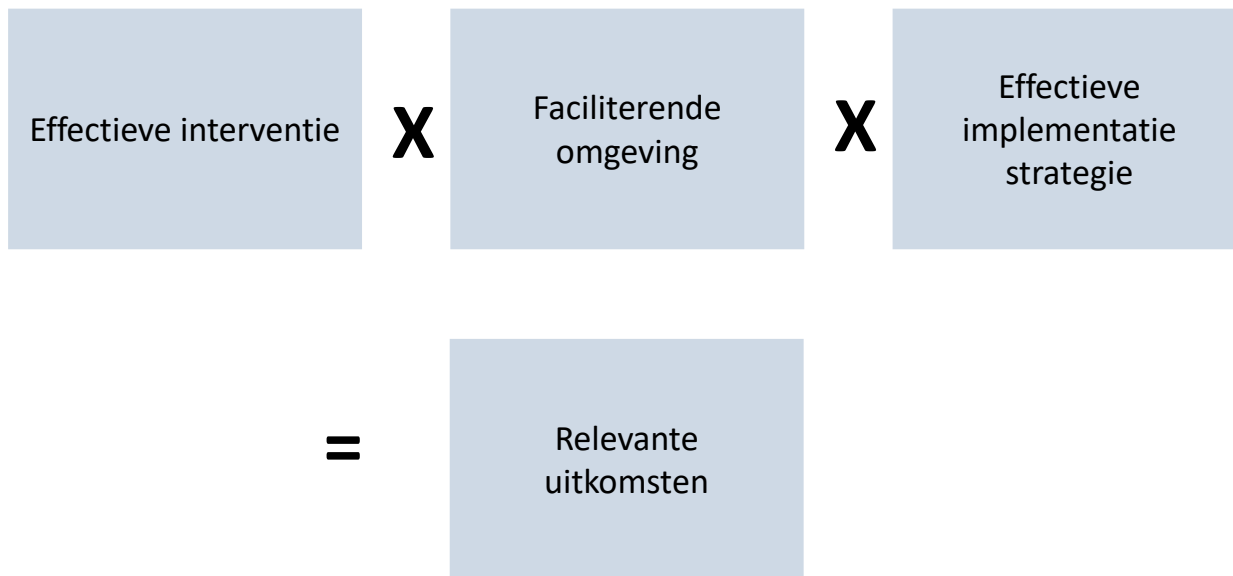 Effectieve interventie
X
Faciliterende
omgeving
X
Effectieve
implementatie
strategie
=
Relevante
uitkomsten